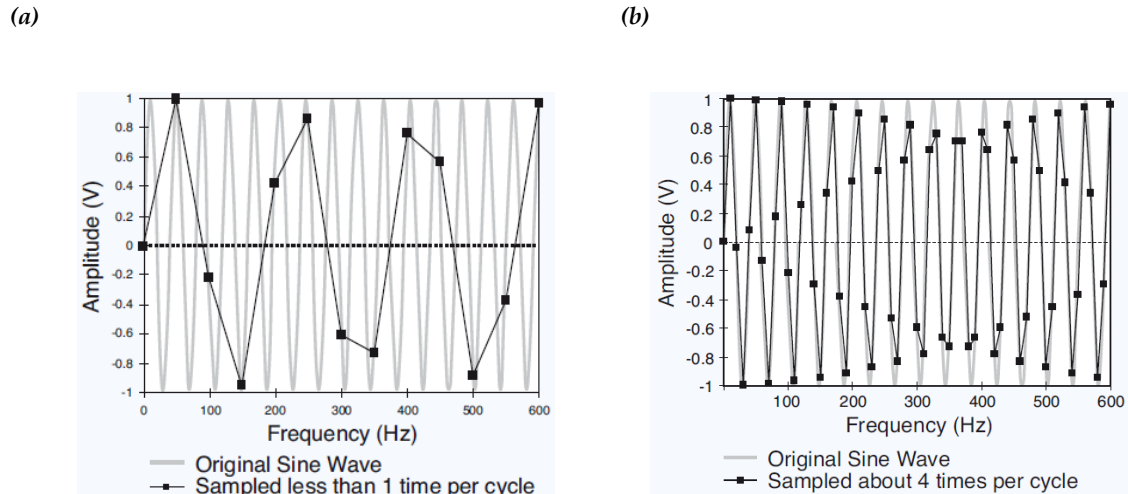 (a)
(b)
1
0.8
0.6
0.4
0.2
0
-0.2
-0.4
-0.6
-0.8
-1
Amplitude (V)
0 100 200 300 400 500 600
Frequency (Hz)
Original Sine Wave
Sampled less than 1 time per cycle
1
0.8
0.6
0.4
0.2
0
-0.2
-0.4
-0.6
-0.8
-1
Amplitude (V)
100 200 300 400 500 600
Frequency (Hz)
Original Sine Wave
Sampled about 4 times per cycle